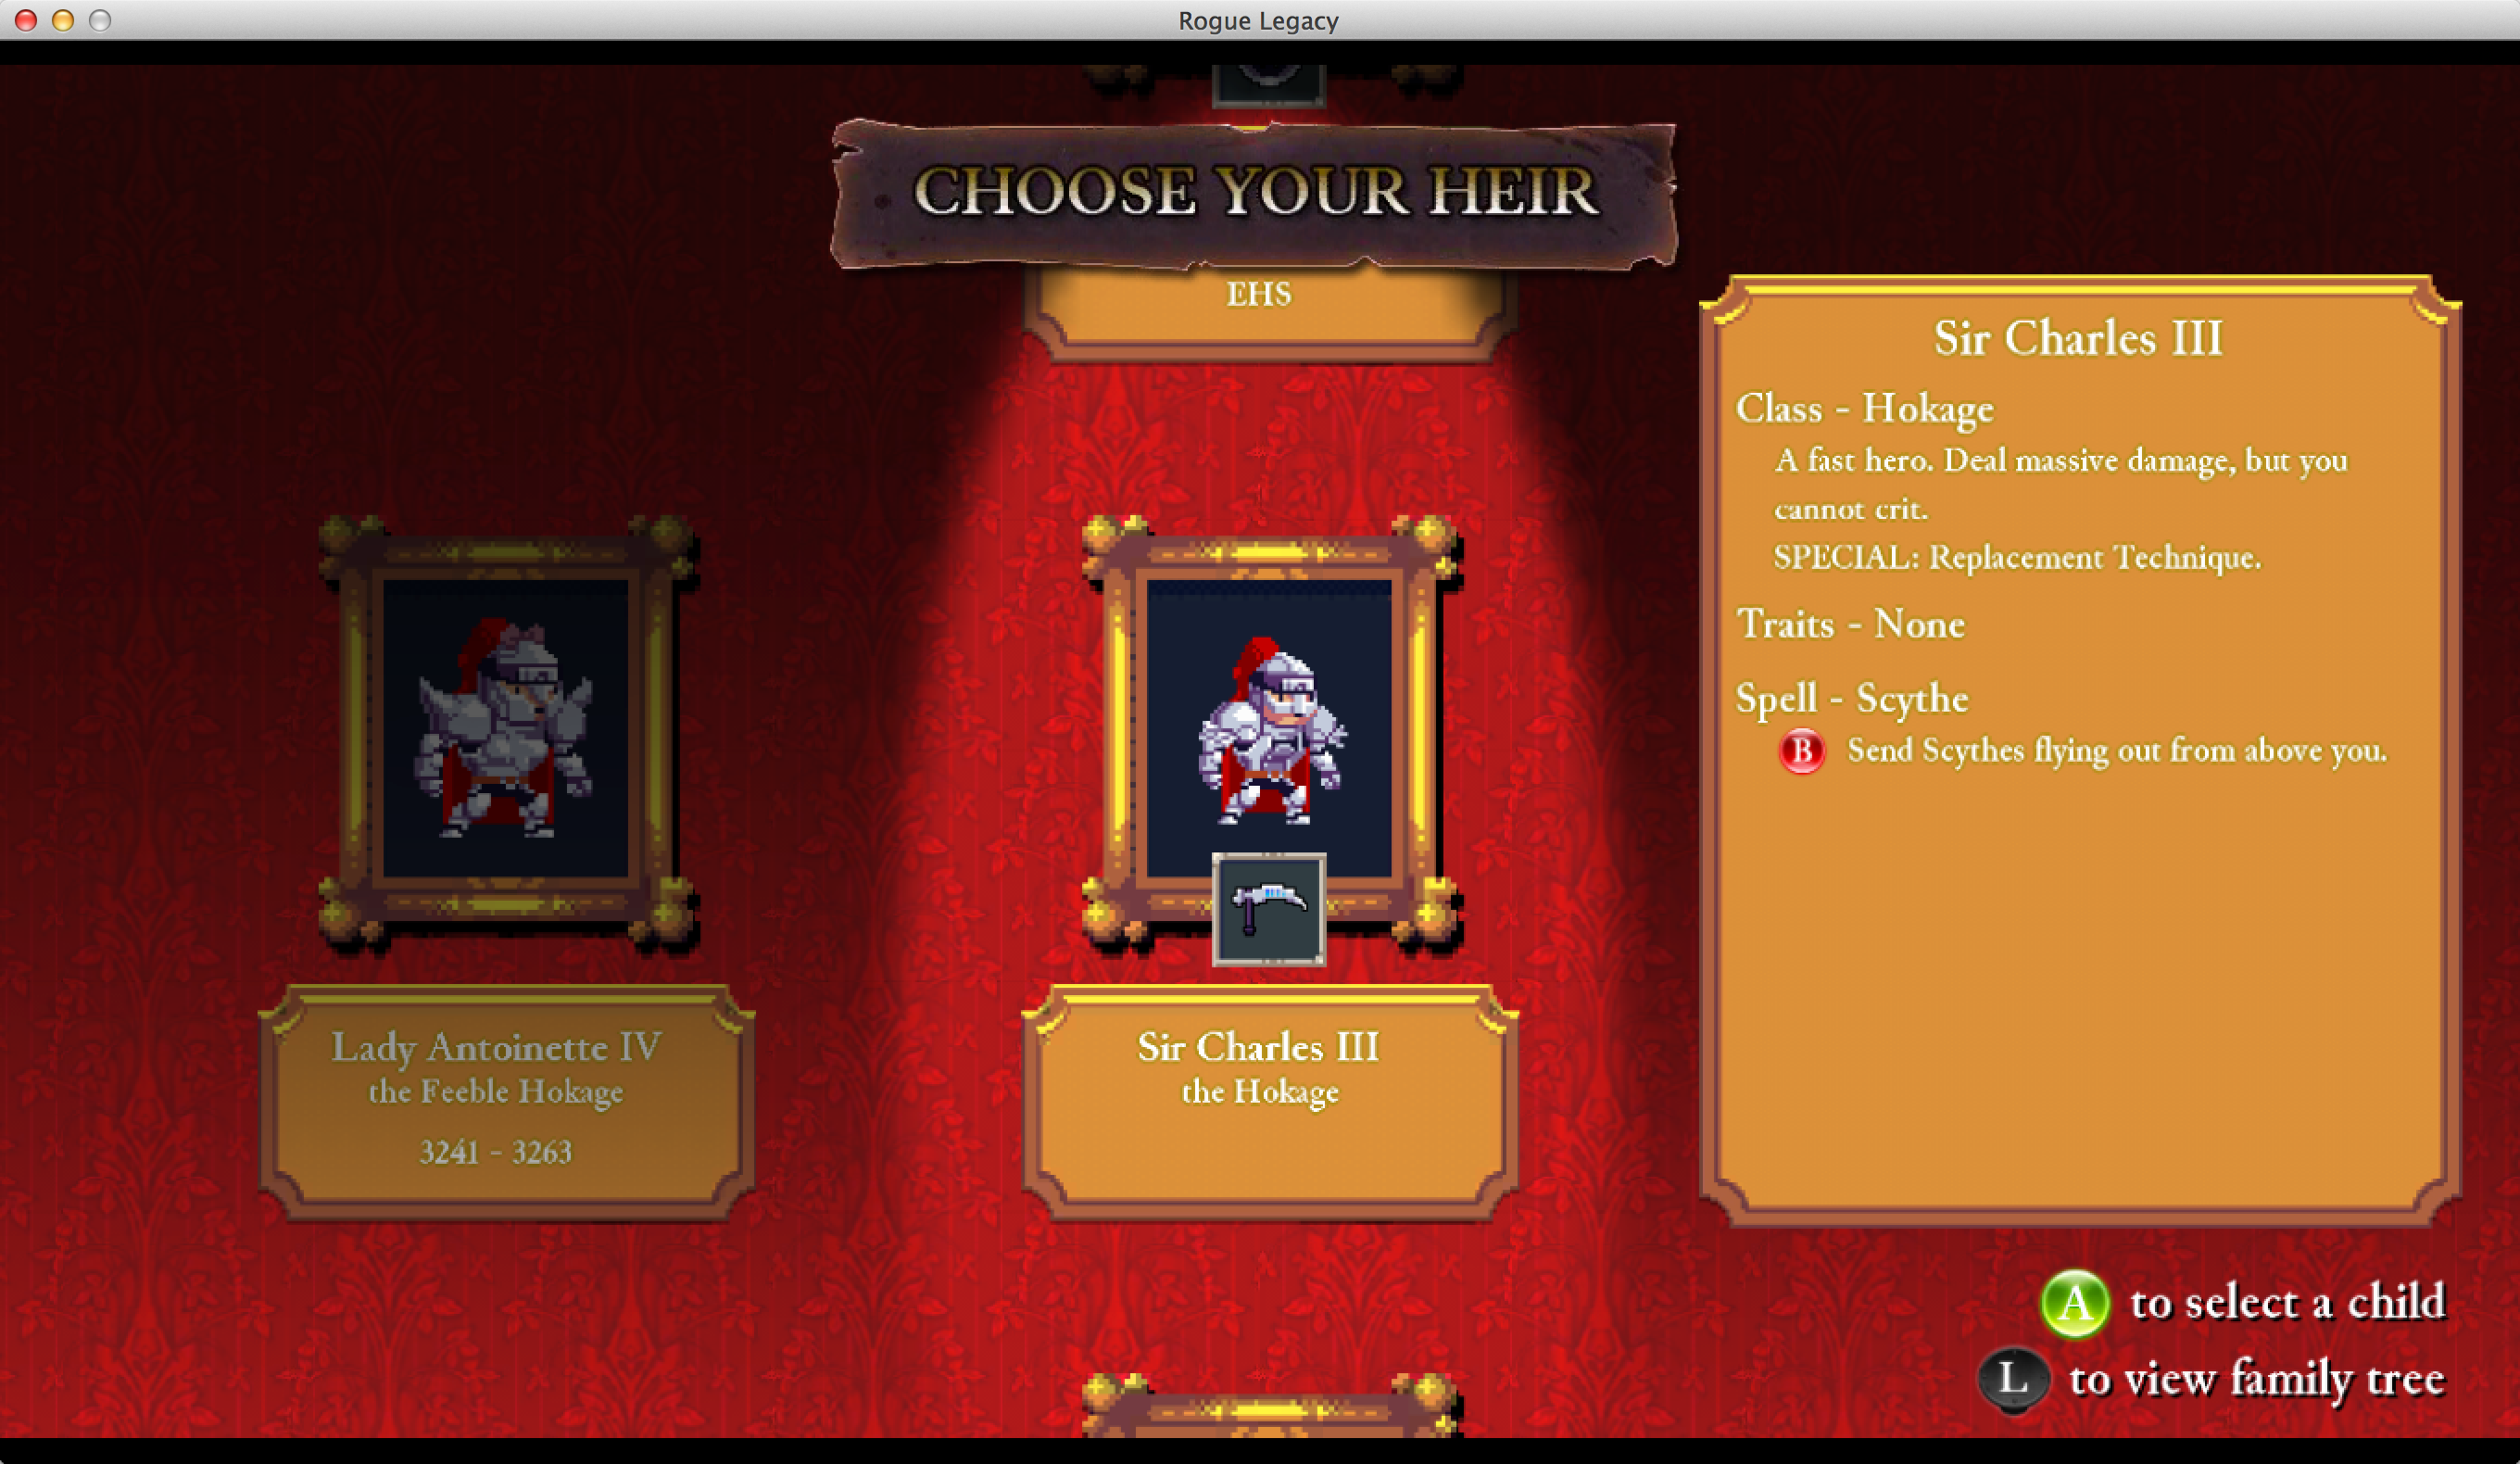 Rogue Legacy
CHOOSE YOUR HEIR
EHS
Lady Antoinette IV
the Feeble Hokage
3241 - 3263
Sir Charles III
the Hokage
Sir Charles III
Class - Hokage
A fast hero. Deal massive damage, but you
cannot crit.
SPECIAL: Replacement Technique.
Traits - None
Spell - Scythe
B Send Scythes flying out from above you.
A to select a child
L to view family tree